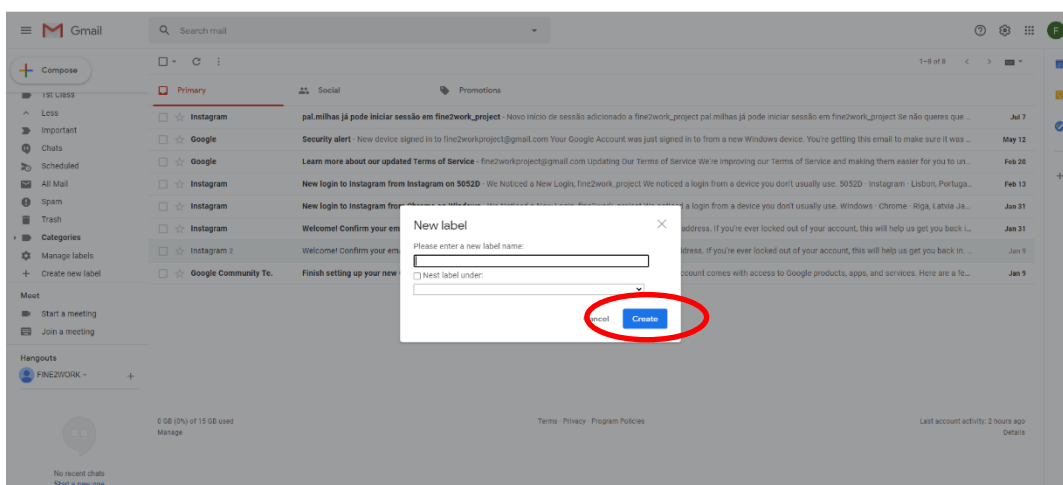 Gmail
Search mail
F
Compose
1-8 of 8
1st Class
Primary
Social
Promotions
Less
Instagram
pal.milhas já pode iniciar sessão em fine2work_project - Novo início de sessão adicionado a fine2work_project pal.milhas já pode iniciar sessão em fine2work_project Se não queres que ...
Jul 7
Important
Google
Security alert - New device signed in to fine2workproject@gmail.com Your Google Account was just signed in to from a new Windows device. You're getting this email to make sure it was ...
May 12
Chats
Google
Learn more about our updated Terms of Service - fine2workproject@gmail.com Updating Our Terms of Service We're improving our Terms of Service and making them easier for you to un...
Feb 20
Scheduled
All Mail
Instagram
New login to Instagram from Instagram on 5052D - We Noticed a New Login, fine2work_project We noticed a login from a device you don't usually use. 5052D · Instagram · Lisbon, Portuga...
Feb 13
Spam
Instagram
New login to Instagram from Chrome on Windows - We Noticed a New Login, fine2work_project We noticed a login from a device you don't usually use. Windows · Chrome · Riga, Latvia Ja...
Jan 31
Trash
Instagram
Welcome! Confirm your em
address. If you're ever locked out of your account, this will help us get you back i...
Jan 31
Categories
Instagram 2
Welcome! Confirm your em
address. If you're ever locked out of your account, this will help us get you back in. ...
Jan 9
Manage labels
Google Community Te.
Finish setting up your new
account comes with access to Google products, apps, and services. Here are a fe...
Jan 9
Create new label
New label
Please enter a new label name:
Nest label under:
Cancel
Create
Meet
Start a meeting
Join a meeting
Hangouts
FINE2WORK
0 GB (0%) of 15 GB used
Manage
Terms · Privacy · Program Policies
Last account activity: 2 hours ago
Details
No recent chats
Start a new one